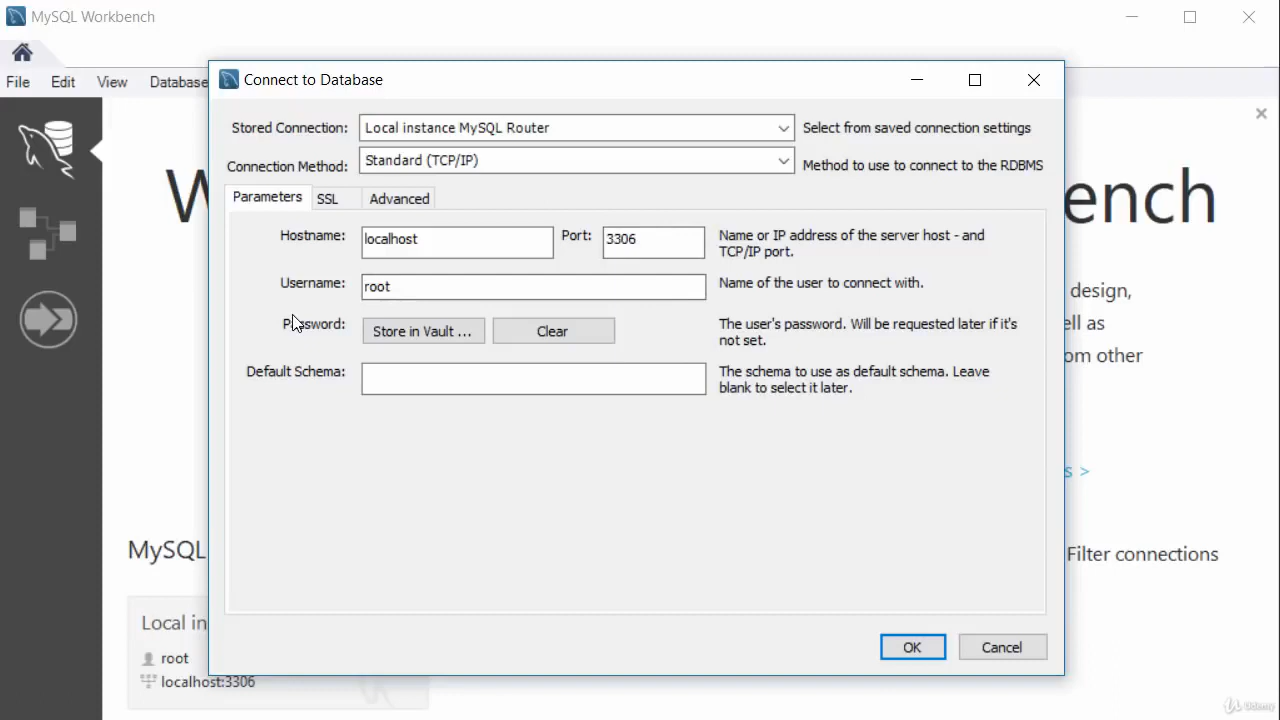 MySQL Workbench
File Edit View Database
Connect to Database
Stored Connection: Local instance MySQL Router Select from saved connection settings
Connection Method: Standard (TCP/IP) Method to use to connect to the RDBMS
Parameters SSL Advanced
Hostname: localhost Port: 3306 Name or IP address of the server host - and
TCP/IP port.
Username: root Name of the user to connect with.
Password: Store in Vault ... Clear The user's password. Will be requested later if it's
not set.
Default Schema: The schema to use as default schema. Leave
blank to select it later.
OK Cancel
W
ench
design,
ell as
om other
s >
MySQL
Filter connections
Local in
root
localhost:3306
Udemy